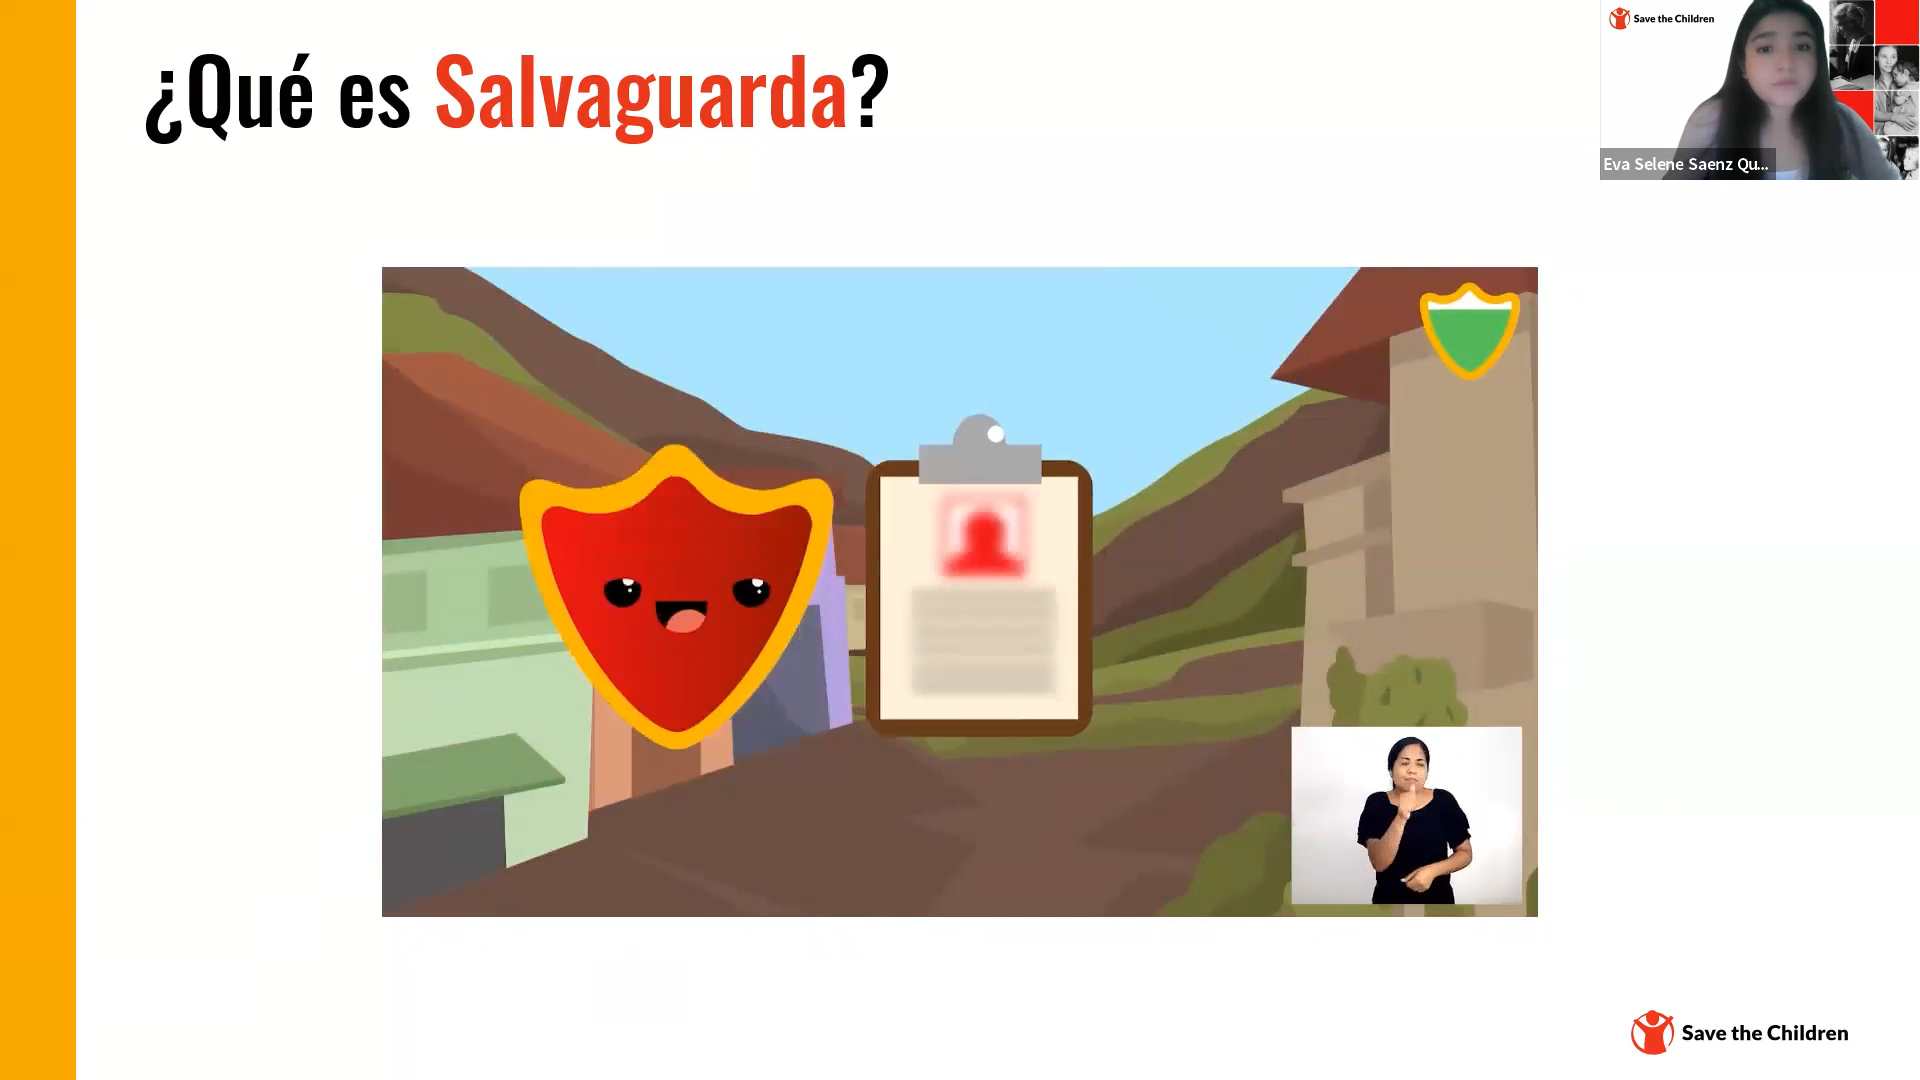 ¿Qué es Salvaguarda?
Save the Children
Eva Selene Saenz Qu...
Save the Children